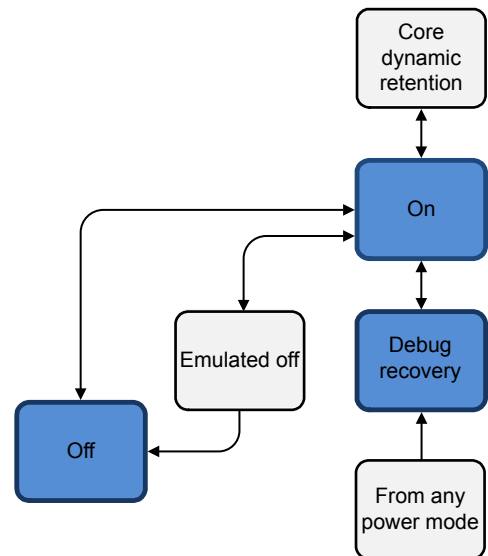 Core
dynamic
retention
On
Emulated off
Debug
recovery
Off
From any
power mode